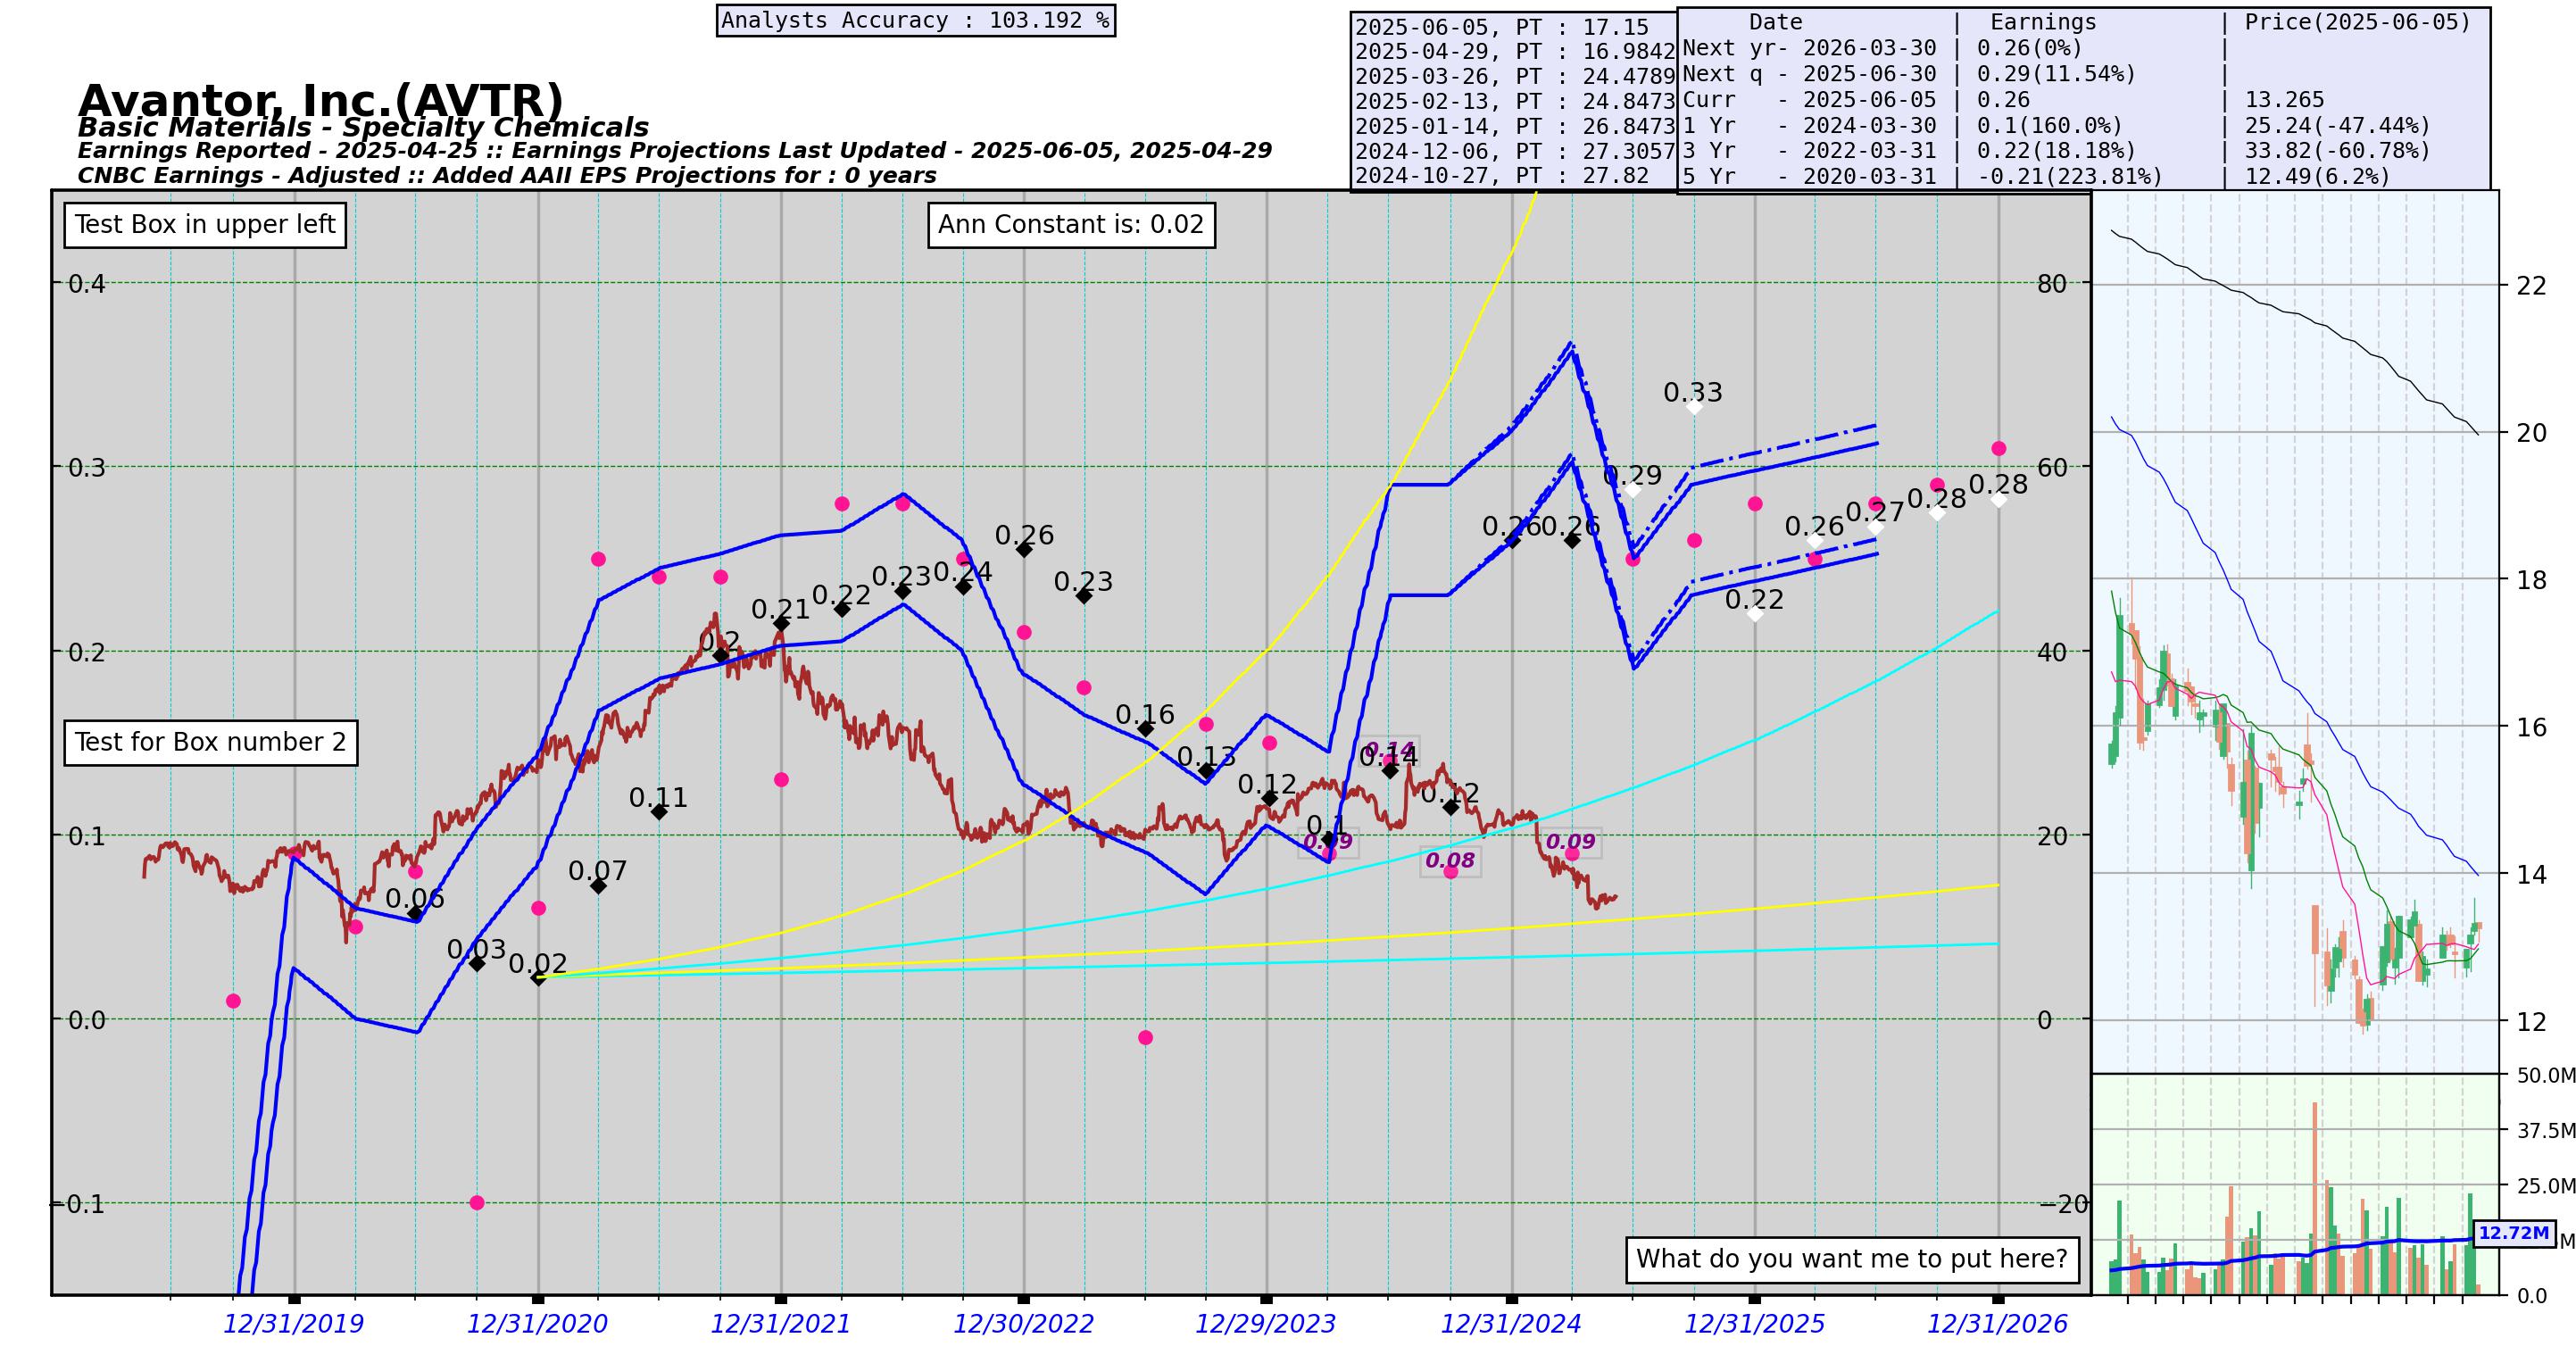 Analysts Accuracy : 103.192 %
2025-06-05, PT : 17.15
2025-04-29, PT : 16.9842
2025-03-26, PT : 24.4789
2025-02-13, PT : 24.8473
2025-01-14, PT : 26.8473
2024-12-06, PT : 27.3057
2024-10-27, PT : 27.82
Date | Earnings | Price(2025-06-05)
Next yr- 2026-03-30 | 0.26(0%) |
Next q - 2025-06-30 | 0.29(11.54%) |
Curr - 2025-06-05 | 0.26 | 13.265
1 Yr - 2024-03-30 | 0.1(160.0%) | 25.24(-47.44%)
3 Yr - 2022-03-31 | 0.22(18.18%) | 33.82(-60.78%)
5 Yr - 2020-03-31 | -0.21(223.81%) | 12.49(6.2%)
Avantor, Inc.(AVTR)
Basic Materials - Specialty Chemicals
Earnings Reported - 2025-04-25 :: Earnings Projections Last Updated - 2025-06-05, 2025-04-29
CNBC Earnings - Adjusted :: Added AAII EPS Projections for : 0 years
Test Box in upper left
Ann Constant is: 0.02
0.4
0.3
0.2
0.1
0.0
−0.1
Test for Box number 2
0.06
0.03
0.02
0.07
0.11
0.2
0.21
0.22
0.23
0.24
0.26
0.23
0.16
0.13
0.12
0.1
0.09
0.14
0.14
0.12
0.08
0.26
0.26
0.09
0.29
0.33
0.22
0.26
0.27
0.28
0.28
80
60
40
20
0
−20
What do you want me to put here?
22
20
18
16
14
12
50.0M
37.5M
25.0M
12.72M
0.0
12/31/2019
12/31/2020
12/31/2021
12/30/2022
12/29/2023
12/31/2024
12/31/2025
12/31/2026